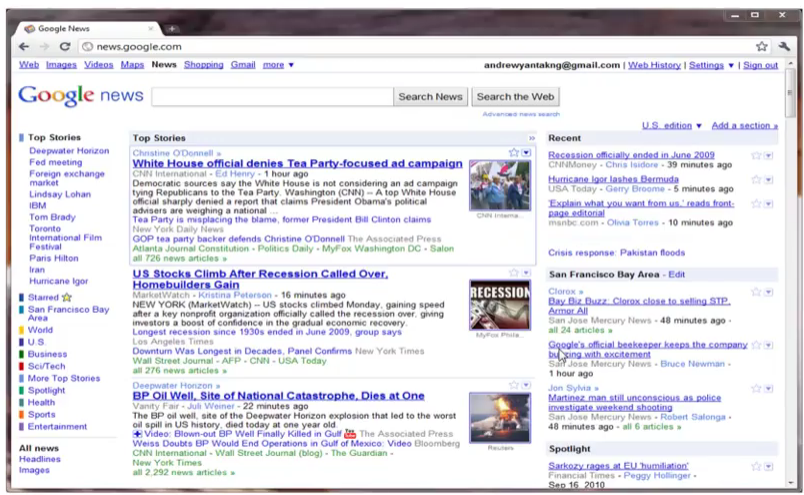 Google News
news.google.com
Web Images Videos Maps News Shopping Gmail more ▼
andrewyantakng@gmail.com | Web History | Settings ▼ | Sign out
Google news
Search News
Search the Web
Advanced news search
U.S. edition ▼ Add a section »
Top Stories
Deepwater Horizon
Fed meeting
Foreign exchange
market
Lindsay Lohan
IBM
Tom Brady
Toronto
International Film
Festival
Paris Hilton
Iran
Hurricane Igor
Starred
San Francisco Bay
Area
World
U.S.
Business
Sci/Tech
More Top Stories
Spotlight
Health
Sports
Entertainment
All news
Headlines
Images
Top Stories
Christine O'Donnell »
White House official denies Tea Party-focused ad campaign
CNN International - Ed Henry - 1 hour ago
Democratic sources say the White House is not considering an ad campaign
tying Republicans to the Tea Party. Washington (CNN) -- A top White House
official sharply denied a report that claims President Obama's political
advisers are weighing a national ...
Tea Party is misplacing the blame, former President Bill Clinton claims
New York Daily News
GOP tea party backer defends Christine O'Donnell The Associated Press
Atlanta Journal Constitution - Politics Daily - MyFox Washington DC - Salon
all 726 news articles »
CNN Interna...
US Stocks Climb After Recession Called Over,
Homebuilders Gain
MarketWatch - Kristina Peterson - 16 minutes ago
NEW YORK (MarketWatch) -- US stocks climbed Monday, gaining speed
after a key nonprofit organization officially called the recession over, giving
investors a boost of confidence in the gradual economic recovery.
Longest recession since 1930s ended in June 2009, group says
Los Angeles Times
Downturn Was Longest in Decades, Panel Confirms New York Times
Wall Street Journal - AFP - CNN - USA Today
all 276 news articles »
RECESSION
MyFox Phila...
Deepwater Horizon »
BP Oil Well, Site of National Catastrophe, Dies at One
Vanity Fair - Juli Weiner - 22 minutes ago
The BP oil well, site of the Deepwater Horizon explosion that led to the worst
oil spill in US history, died today at one year old.
Video: Blown-out BP Well Finally Killed in Gulf The Associated Press
Weiss Doubts BP Would End Operations in Gulf of Mexico: Video Bloomberg
CNN International - Wall Street Journal (blog) - The Guardian -
New York Times
all 2,292 news articles »
Reuters
Recent
Recession officially ended in June 2009
CNNMoney - Chris Isidore - 39 minutes ago
Hurricane Igor lashes Bermuda
USA Today - Gerry Broome - 5 minutes ago
'Explain what you want from us,' reads front-
page editorial
msnbc.com - Olivia Torres - 10 minutes ago
Crisis response: Pakistan floods
San Francisco Bay Area - Edit
Clorox »
Bay Biz Buzz: Clorox close to selling STP,
Armor All
San Jose Mercury News - 48 minutes ago -
all 24 articles »
Google's official beekeeper keeps the company
buzzing with excitement
San Jose Mercury News - Bruce Newman -
1 hour ago
Jon Sylvia »
Martinez man still unconscious as police
investigate weekend shooting
San Jose Mercury News - Robert Salonga -
48 minutes ago - all 6 articles »
Spotlight
Sarkozy rages at EU 'humiliation'
Financial Times - Peggy Hollinger -
Sep 16, 2010